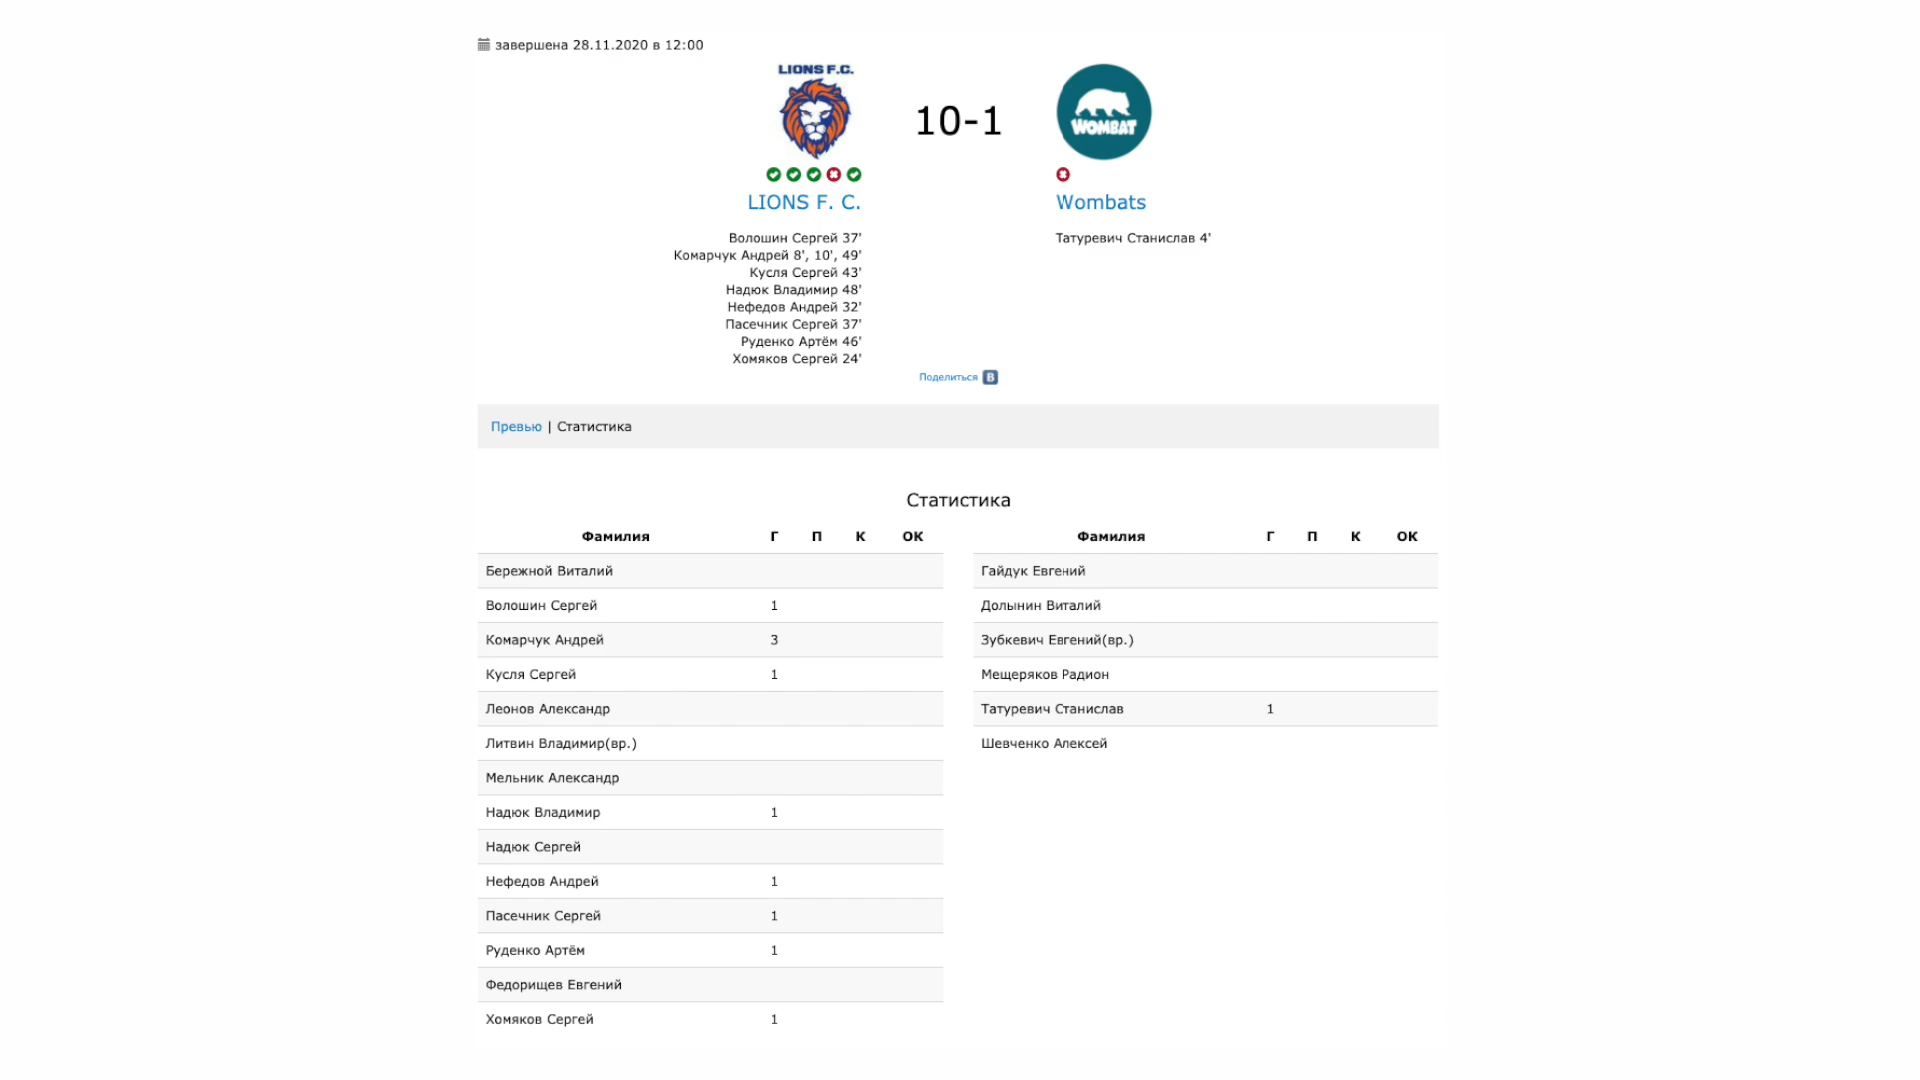 завершена 28.11.2020 в 12:00
LIONS F.C.
10-1
WOMBAT
LIONS F. C.
Wombats
Волошин Сергей 37'
Комарчук Андрей 8', 10', 49'
Кусля Сергей 43'
Надюк Владимир 48'
Нефедов Андрей 32'
Пасечник Сергей 37'
Руденко Артём 46'
Хомяков Сергей 24'
Татуревич Станислав 4'
Поделиться B
Превью | Статистика
Статистика
Фамилия Г П К ОК
Бережной Виталий
Волошин Сергей 1
Комарчук Андрей 3
Кусля Сергей 1
Леонов Александр
Литвин Владимир(вр.)
Мельник Александр
Надюк Владимир 1
Надюк Сергей
Нефедов Андрей 1
Пасечник Сергей 1
Руденко Артём 1
Федорищев Евгений
Хомяков Сергей 1
Фамилия Г П К ОК
Гайдук Евгений
Долынин Виталий
Зубкевич Евгений(вр.)
Мещеряков Радион
Татуревич Станислав 1
Шевченко Алексей